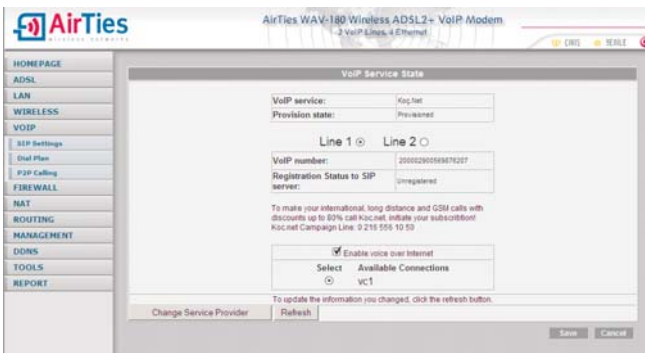 AirTies
wireless networks
AirTies WAV-180 Wireless ADSL2+ VoIP Modem
2 VoIP Lines, 4 Ethernet
HOMEPAGE
ADSL
LAN
WIRELESS
VOIP
SIP Settings
Dial Plan
P2P Calling
FIREWALL
NAT
ROUTING
MANAGEMENT
DDNS
TOOLS
REPORT
VoIP Service State
VoIP service: Koç.Net
Provision state: Provisioned
Line 1 Line 2
VoIP number:
Registration Status to SIP server: Unregistered
To make your international, long distance and GSM calls with
discounts up to 80% call Koc.net, initiate your subscribtion!
Koc.net Campaign Line: 0 216 556 10 50
Enable voice over Internet
Select Available Connections
vc1
To update the information you changed, click the refresh button.
Change Service Provider Refresh
Save Cancel